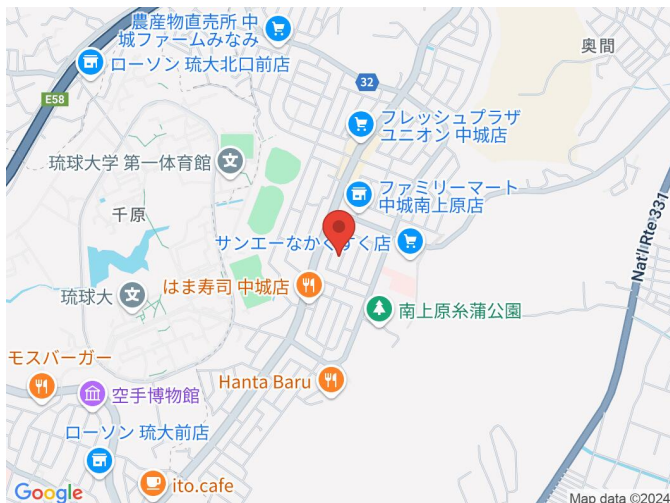 農産物直売所 中
城ファームみなみ
ローソン 琉大北口前店
奥間
32
E58
フレッシュプラザ
ユニオン 中城店
琉球大学 第一体育館
ファミリーマート
中城南上原店
千原
サンエーなかぐすく店
Nat'l Rte 331
はま寿司 中城店
琉球大
南上原糸蒲公園
モスバーガー
Hanta Baru
空手博物館
ローソン 琉大前店
ito.cafe
Google
Map data ©2024